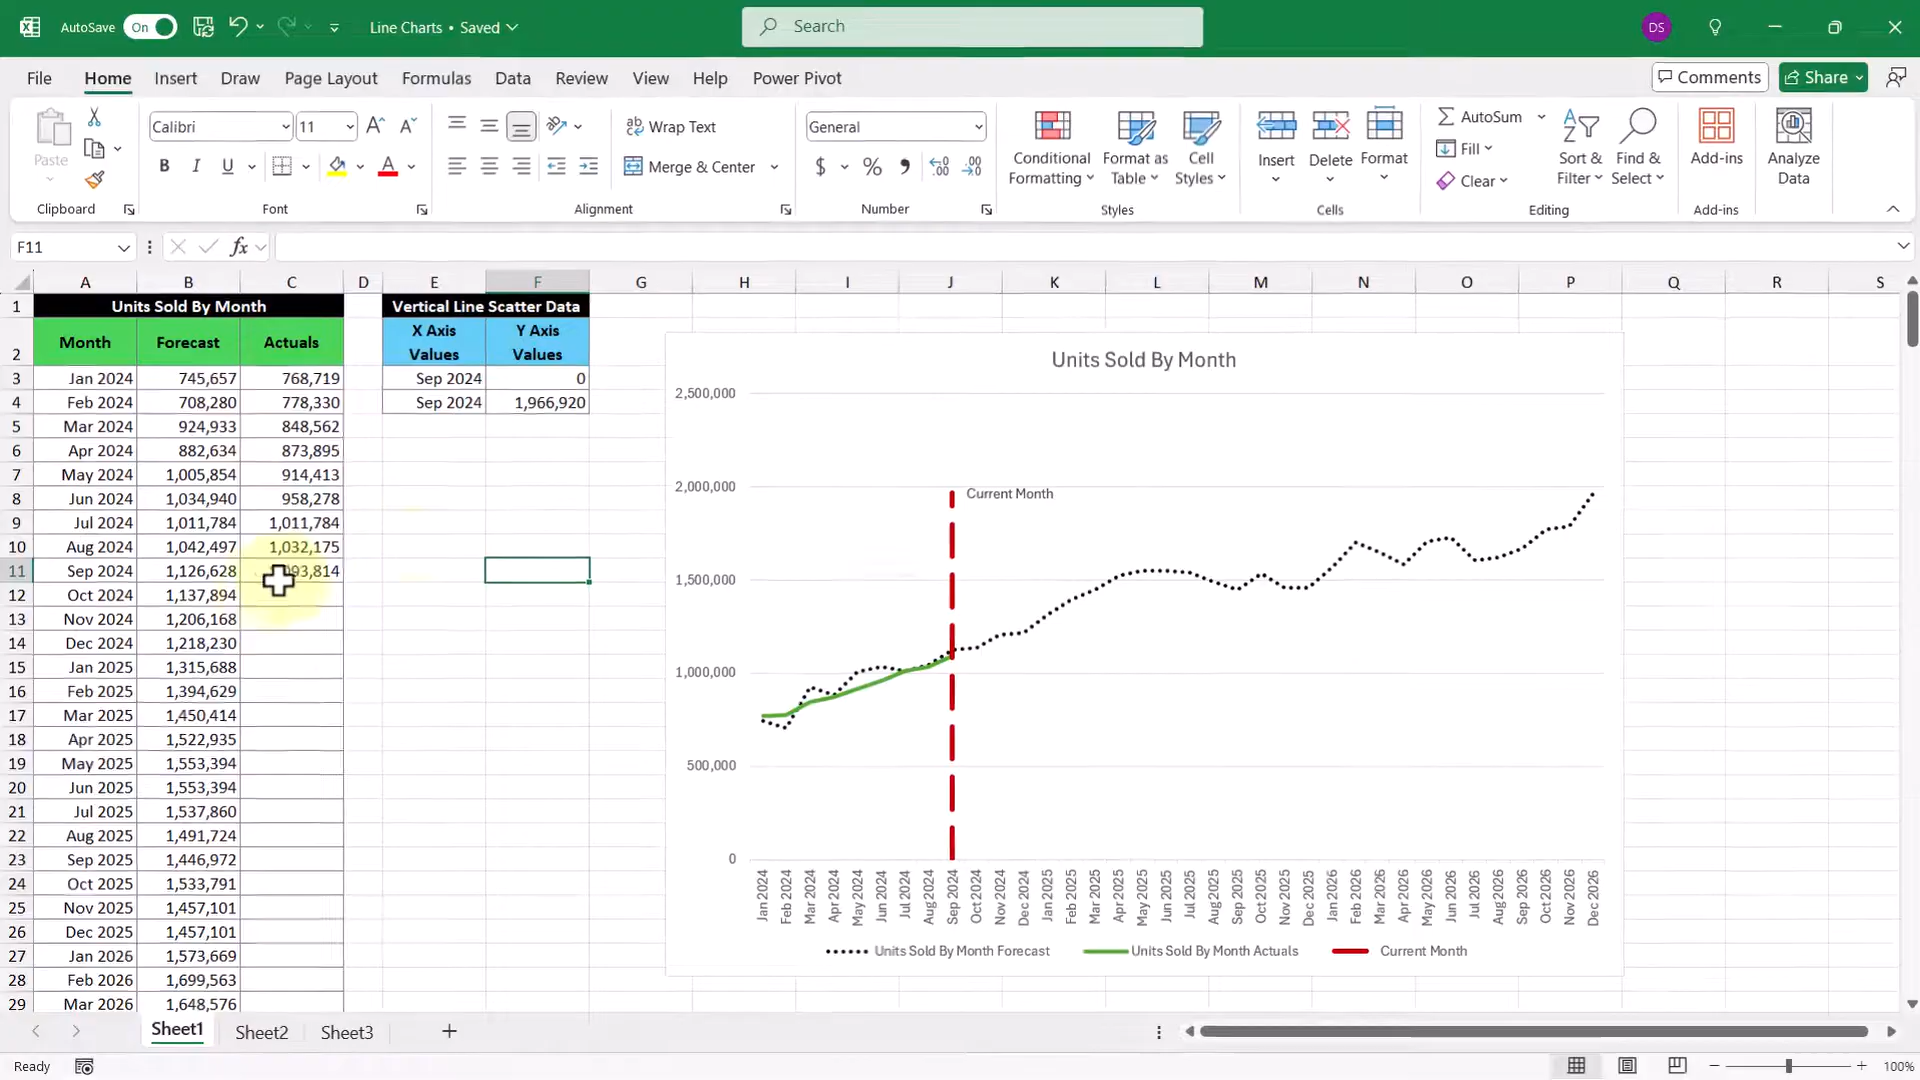 AutoSave On Line Charts • Saved Search DS
File Home Insert Draw Page Layout Formulas Data Review View Help Power Pivot Comments Share
Paste
Clipboard
Calibri 11
B I U A
Font
Wrap Text
Merge & Center
Alignment
General
$ % ,
Number
Conditional Formatting
Format as Table
Cell Styles
Styles
Insert Delete Format
Cells
AutoSum
Fill
Clear
Sort & Filter
Find & Select
Editing
Add-ins
Add-ins
Analyze Data
F11 fx
A B C D E F G H I J K L M N O P Q R S
1 Units Sold By Month Vertical Line Scatter Data
2 Month Forecast Actuals X Axis Values Y Axis Values
3 Jan 2024 745,657 768,719 Sep 2024 0
4 Feb 2024 708,280 778,330 Sep 2024 1,966,920
5 Mar 2024 924,933 848,562
6 Apr 2024 882,634 873,895
7 May 2024 1,005,854 914,413
8 Jun 2024 1,034,940 958,278
9 Jul 2024 1,011,784 1,011,784
10 Aug 2024 1,042,497 1,032,175
11 Sep 2024 1,126,628
12 Oct 2024 1,137,894
13 Nov 2024 1,206,168
14 Dec 2024 1,218,230
15 Jan 2025 1,315,688
16 Feb 2025 1,394,629
17 Mar 2025 1,450,414
18 Apr 2025 1,522,935
19 May 2025 1,553,394
20 Jun 2025 1,553,394
21 Jul 2025 1,537,860
22 Aug 2025 1,491,724
23 Sep 2025 1,446,972
24 Oct 2025 1,533,791
25 Nov 2025 1,457,101
26 Dec 2025 1,457,101
27 Jan 2026 1,573,669
28 Feb 2026 1,699,563
29 Mar 2026 1,648,576
Units Sold By Month
2,500,000
2,000,000
Current Month
1,500,000
1,000,000
500,000
0
Jan 2024 Feb 2024 Mar 2024 Apr 2024 May 2024 Jun 2024 Jul 2024 Aug 2024 Sep 2024 Oct 2024 Nov 2024 Dec 2024 Jan 2025 Feb 2025 Mar 2025 Apr 2025 May 2025 Jun 2025 Jul 2025 Aug 2025 Sep 2025 Oct 2025 Nov 2025 Dec 2025 Jan 2026 Feb 2026 Mar 2026 Apr 2026 May 2026 Jun 2026 Jul 2026 Aug 2026 Sep 2026 Oct 2026 Nov 2026 Dec 2026
Units Sold By Month Forecast Units Sold By Month Actuals Current Month
Sheet1 Sheet2 Sheet3
Ready 100%